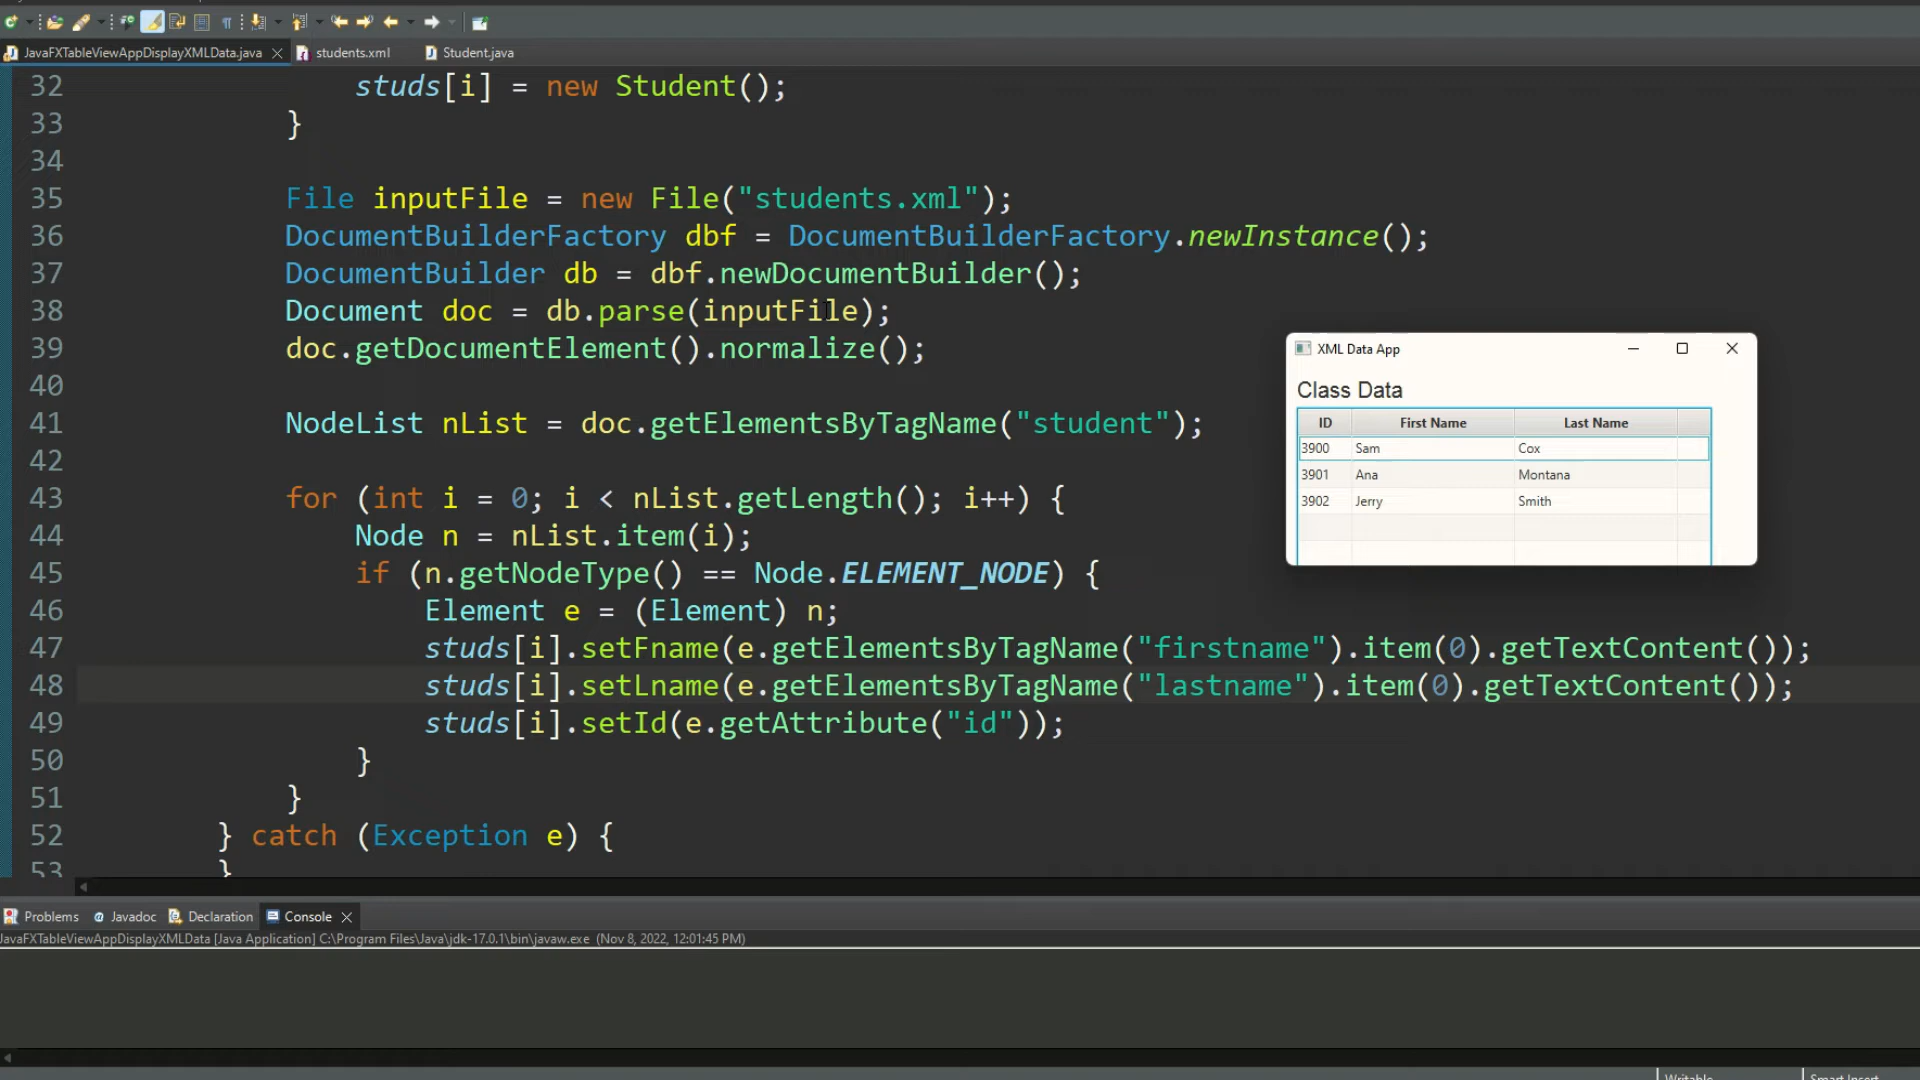 JavaFXTableViewAppDisplayXMLData.java
students.xml
Student.java
32 studs[i] = new Student();
33 }
34
35 File inputFile = new File("students.xml");
36 DocumentBuilderFactory dbf = DocumentBuilderFactory.newInstance();
37 DocumentBuilder db = dbf.newDocumentBuilder();
38 Document doc = db.parse(inputFile);
39 doc.getDocumentElement().normalize();
40
41 NodeList nList = doc.getElementsByTagName("student");
42
43 for (int i = 0; i < nList.getLength(); i++) {
44 Node n = nList.item(i);
45 if (n.getNodeType() == Node.ELEMENT_NODE) {
46 Element e = (Element) n;
47 studs[i].setFname(e.getElementsByTagName("firstname").item(0).getTextContent());
48 studs[i].setLname(e.getElementsByTagName("lastname").item(0).getTextContent());
49 studs[i].setId(e.getAttribute("id"));
50 }
51 }
52 } catch (Exception e) {
53 }
XML Data App
Class Data
ID First Name Last Name
3900 Sam Cox
3901 Ana Montana
3902 Jerry Smith
Problems Javadoc Declaration Console
JavaFXTableViewAppDisplayXMLData [Java Application] C:\Program Files\Java\jdk-17.0.1\bin\javaw.exe (Nov 8, 2022, 12:01:45 PM)
Writable Smart Insert